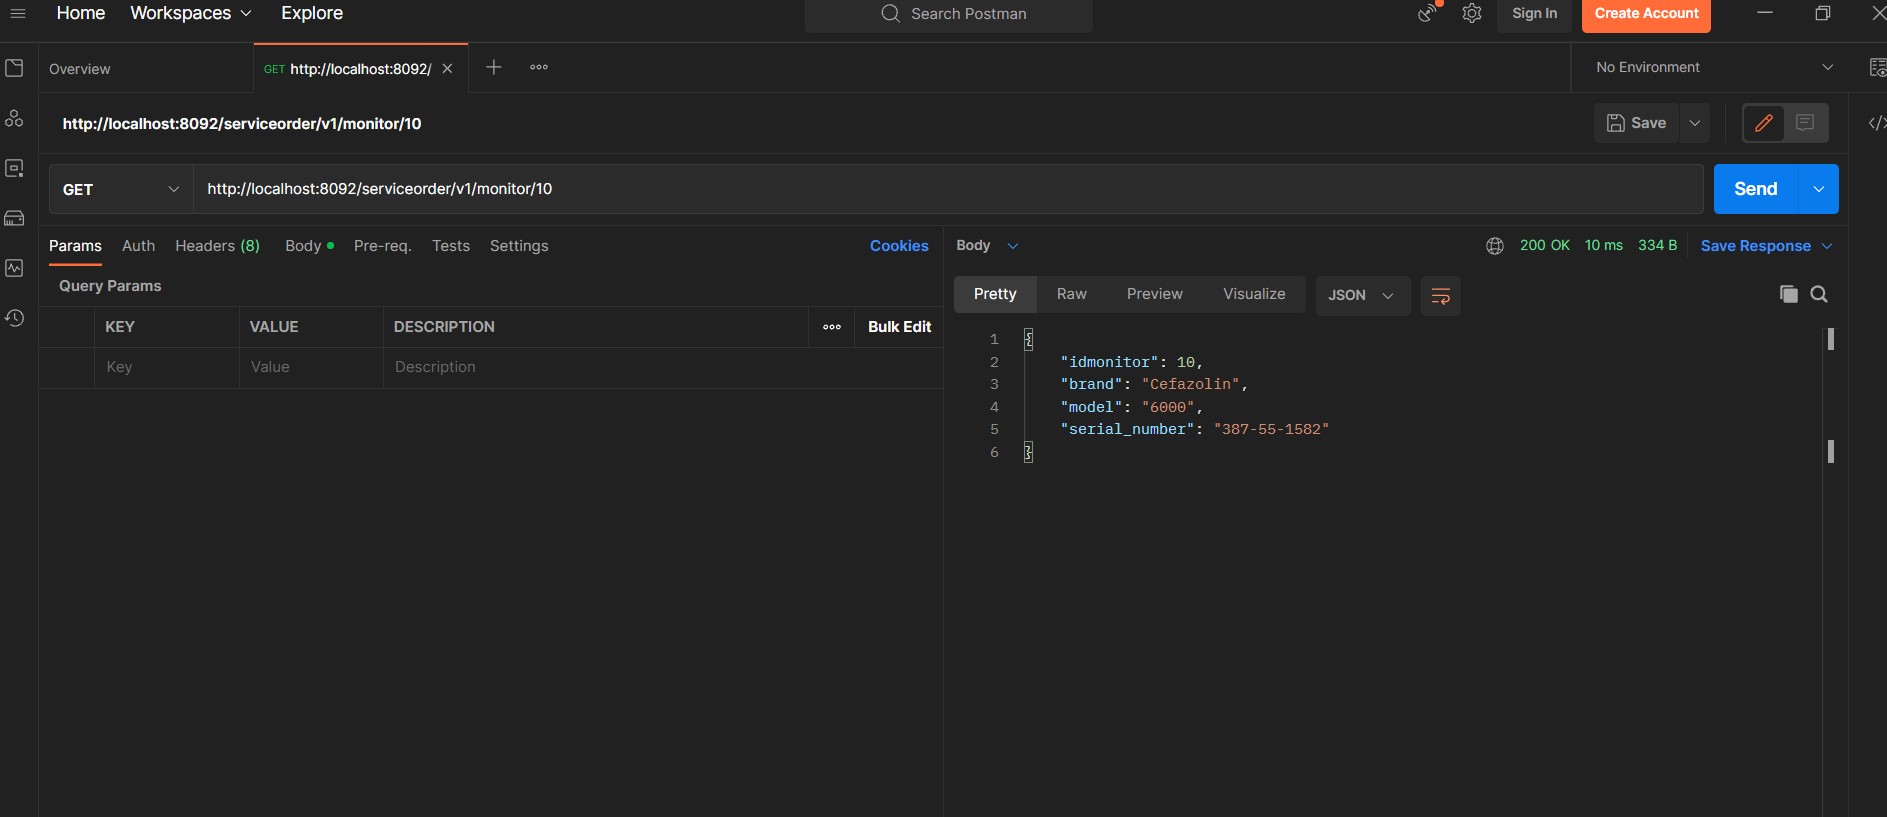 Home Workspaces Explore Search Postman Sign In Create Account
Overview GET http://localhost:8092/ No Environment
http://localhost:8092/serviceorder/v1/monitor/10 Save
GET http://localhost:8092/serviceorder/v1/monitor/10 Send
Params Auth Headers (8) Body Pre-req. Tests Settings Cookies
Query Params
KEY VALUE DESCRIPTION Bulk Edit
Key Value Description
Body 200 OK 10 ms 334 B Save Response
Pretty Raw Preview Visualize JSON
1 {
2 "idmonitor": 10,
3 "brand": "Cefazolin",
4 "model": "6000",
5 "serial_number": "387-55-1582"
6 }